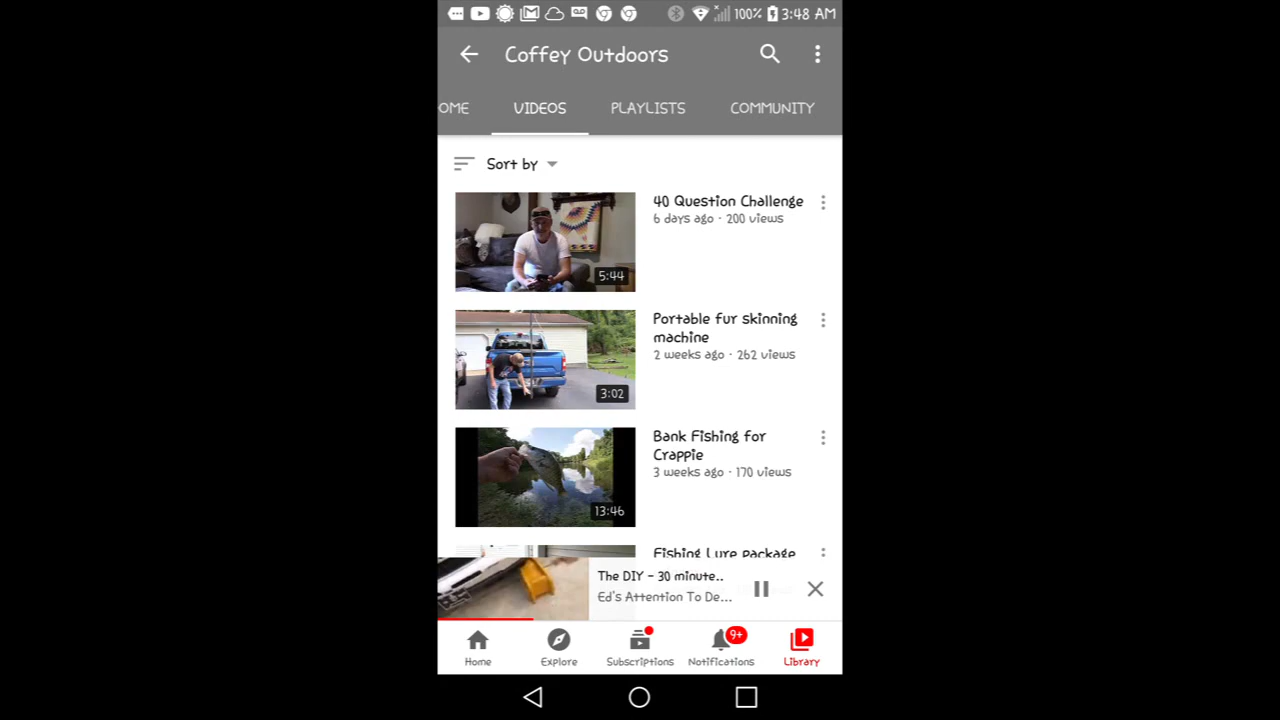 100% 3:48 AM
Coffey Outdoors
OME VIDEOS PLAYLISTS COMMUNITY
Sort by
40 Question Challenge
6 days ago · 200 views
5:44
Portable fur skinning
machine
2 weeks ago · 262 views
3:02
Bank Fishing for
Crappie
3 weeks ago · 170 views
13:46
Fishing Lure package
The DIY - 30 minute..
Ed's Attention To De...
9+
Home Explore Subscriptions Notifications Library